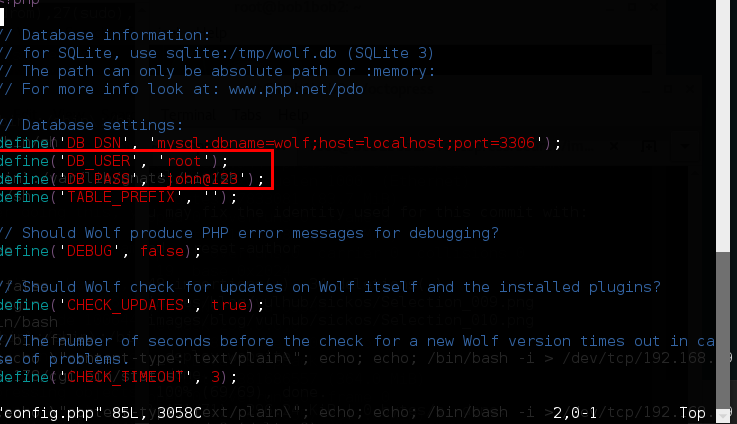 <?php
// Database information:
// for SQLite, use sqlite:/tmp/wolf.db (SQLite 3)
// The path can only be absolute path or :memory:
// For more info look at: www.php.net/pdo
// Database settings:
define('DB_DSN', 'mysql:dbname=wolf;host=localhost;port=3306');
define('DB_USER', 'root');
define('DB_PASS', 'john@123');
define('TABLE_PREFIX', '');
// Should Wolf produce PHP error messages for debugging?
define('DEBUG', false);
// Should Wolf check for updates on Wolf itself and the installed plugins?
define('CHECK_UPDATES', true);
// The number of seconds before the check for a new Wolf version times out in ca
se of problems.
define('CHECK_TIMEOUT', 3);
"config.php" 85L, 3058C 2,0-1 Top